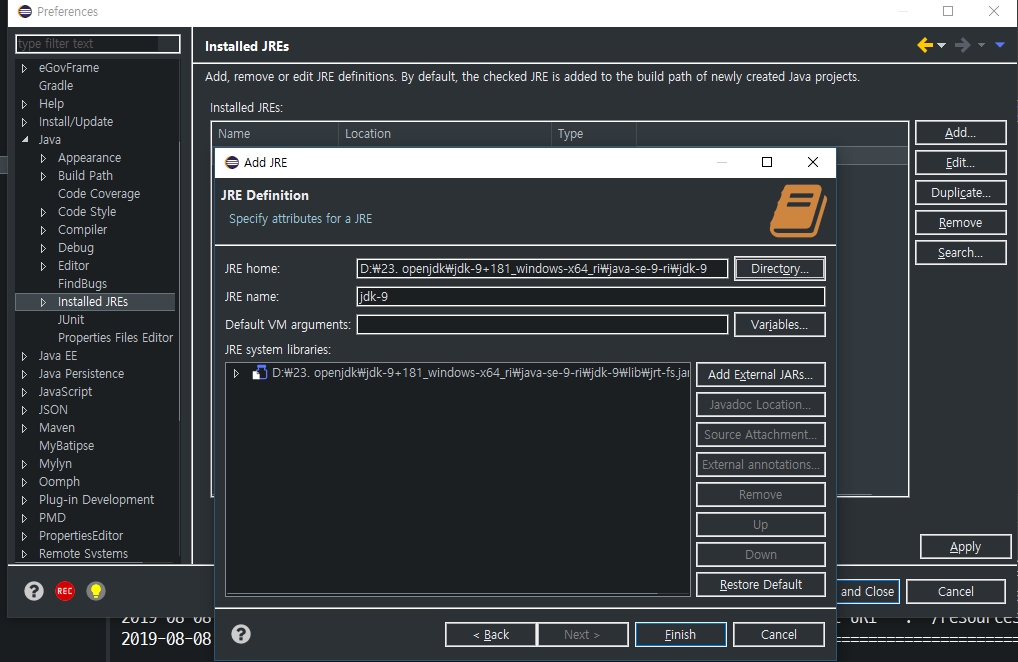 Preferences
type filter text
eGovFrame
Gradle
Help
Install/Update
Java
Appearance
Build Path
Code Coverage
Code Style
Compiler
Debug
Editor
FindBugs
Installed JREs
JUnit
Properties Files Editor
Java EE
Java Persistence
JavaScript
JSON
Maven
MyBatipse
Mylyn
Oomph
Plug-in Development
PMD
PropertiesEditor
Remote Systems
REC
Installed JREs
Add, remove or edit JRE definitions. By default, the checked JRE is added to the build path of newly created Java projects.
Installed JREs:
Name Location Type
Add...
Edit...
Duplicate...
Remove
Search...
Apply
and Close Cancel
Add JRE
JRE Definition
Specify attributes for a JRE
JRE home: D:₩23. openjdk₩jdk-9+181_windows-x64_ri₩java-se-9-ri₩jdk-9 Directory...
JRE name: jdk-9
Default VM arguments: Variables...
JRE system libraries:
D:₩23. openjdk₩jdk-9+181_windows-x64_ri₩java-se-9-ri₩jdk-9₩lib₩jrt-fs.jar
Add External JARs...
Javadoc Location...
Source Attachment...
External annotations...
Remove
Up
Down
Restore Default
< Back Next > Finish Cancel
2019-08-08 URI : /resources
2019-08-08 ====================